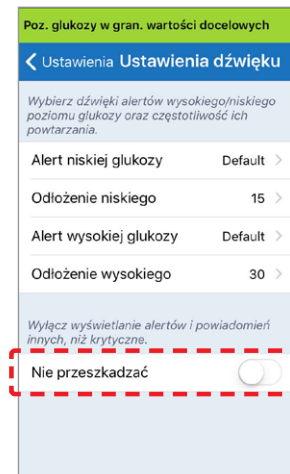 Poz. glukozy w gran. wartości docelowych
Ustawienia Ustawienia dźwięku
Wybierz dźwięki alertów wysokiego/niskiego
poziomu glukozy oraz częstotliwość ich
powtarzania.
Alert niskiej glukozy Default
Odłożenie niskiego 15
Alert wysokiej glukozy Default
Odłożenie wysokiego 30
Wyłącz wyświetlanie alertów i powiadomień
innych, niż krytyczne.
Nie przeszkadzać